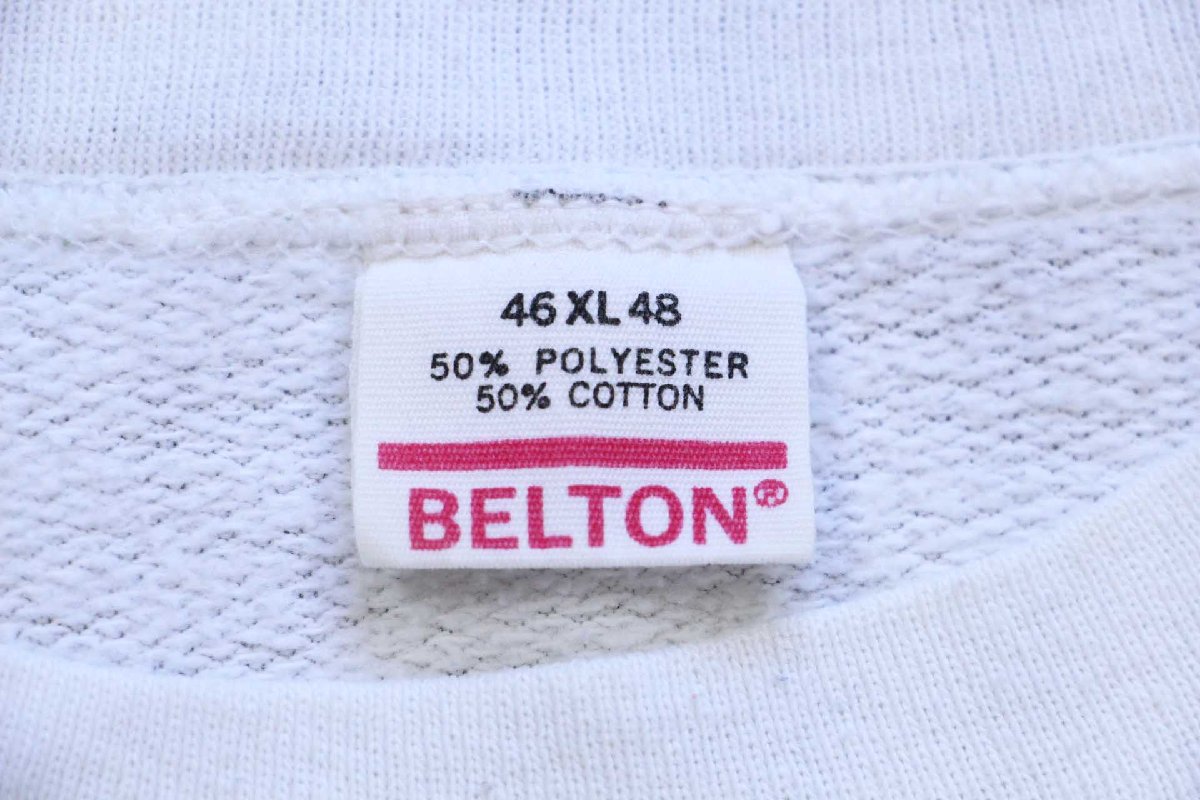 46 XL 48
50% POLYESTER
50% COTTON
BELTON®